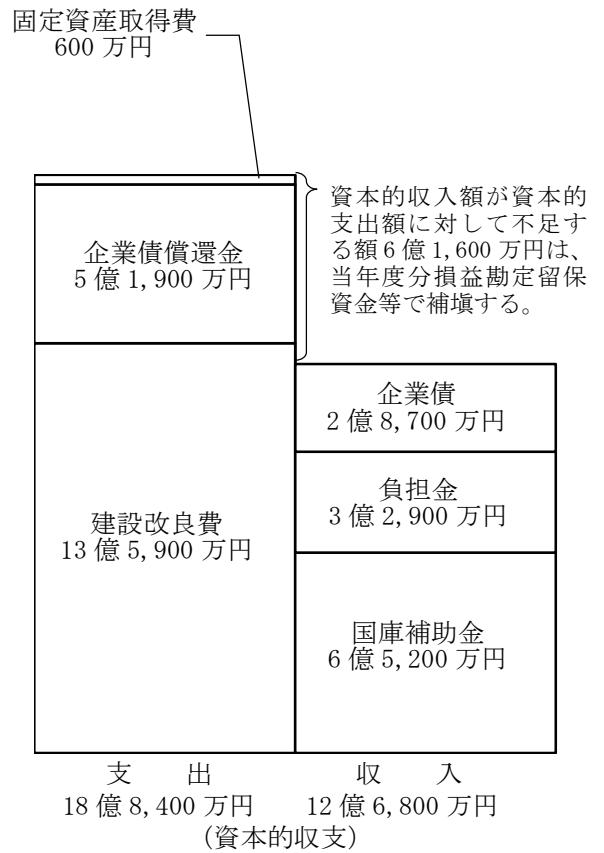 固定資産取得費
600 万円
資本的収入額が資本的
支出額に対して不足す
る額6 億 1,600 万円は、
当年度分損益勘定留保
資金等で補塡する。
企業債償還金
5 億 1,900 万円
企業債
2 億 8,700 万円
負担金
3 億 2,900 万円
建設改良費
13 億 5,900 万円
国庫補助金
6 億 5,200 万円
支 出 収 入
18 億 8,400 万円 12 億 6,800 万円
(資本的収支)